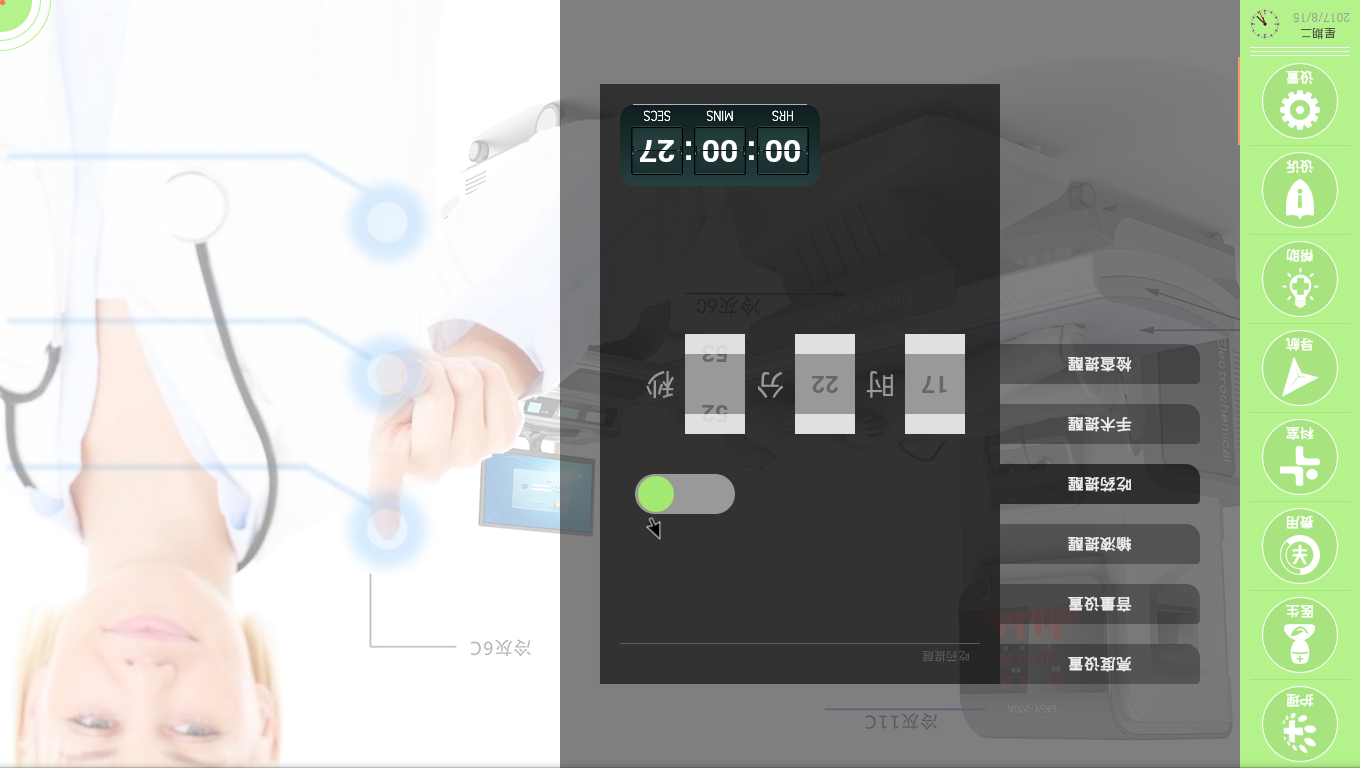 护理
医生
费用
科室
导航
帮助
投诉
设置
星期二
2017/8/15
亮度设置
音量设置
输液提醒
吃药提醒
手术提醒
检查提醒
冷灰11C
EASY-200A
Electrochemical
吃药提醒
17 时 22 分 52 秒
53
冷灰6C
00 : 00 : 27
HRS MINS SECS
冷灰6C